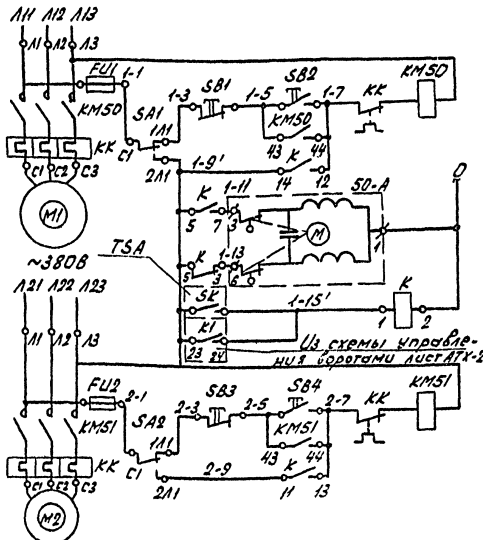 Л11 Л12 Л13
Л1 Л2 Л3
FU1 1-1
KM50
SA1
1-3 SB1 1-5 SB2 1-7 KK KM50
1Л1
KM50
43 44
KK
C1 2Л1
C1 C2 C3
1-9' K
14 12
M1
K 1-11 50-А
5 7 3
М
1
0
~380В
TSA
K 1-13
5 3 6
SK 1-15' K
1 2
K1
23 24
Из схемы управле-
ния воротами лист АТХ-2
Л21 Л22 Л23
Л1 Л2 Л3
FU2 2-1
KM51
SA2
2-3 SB3 2-5 SB4 2-7 KK KM51
1Л1
KM51
43 44
KK
C1 2Л1
C1 C2 C3
2-9 K
11 13
M2